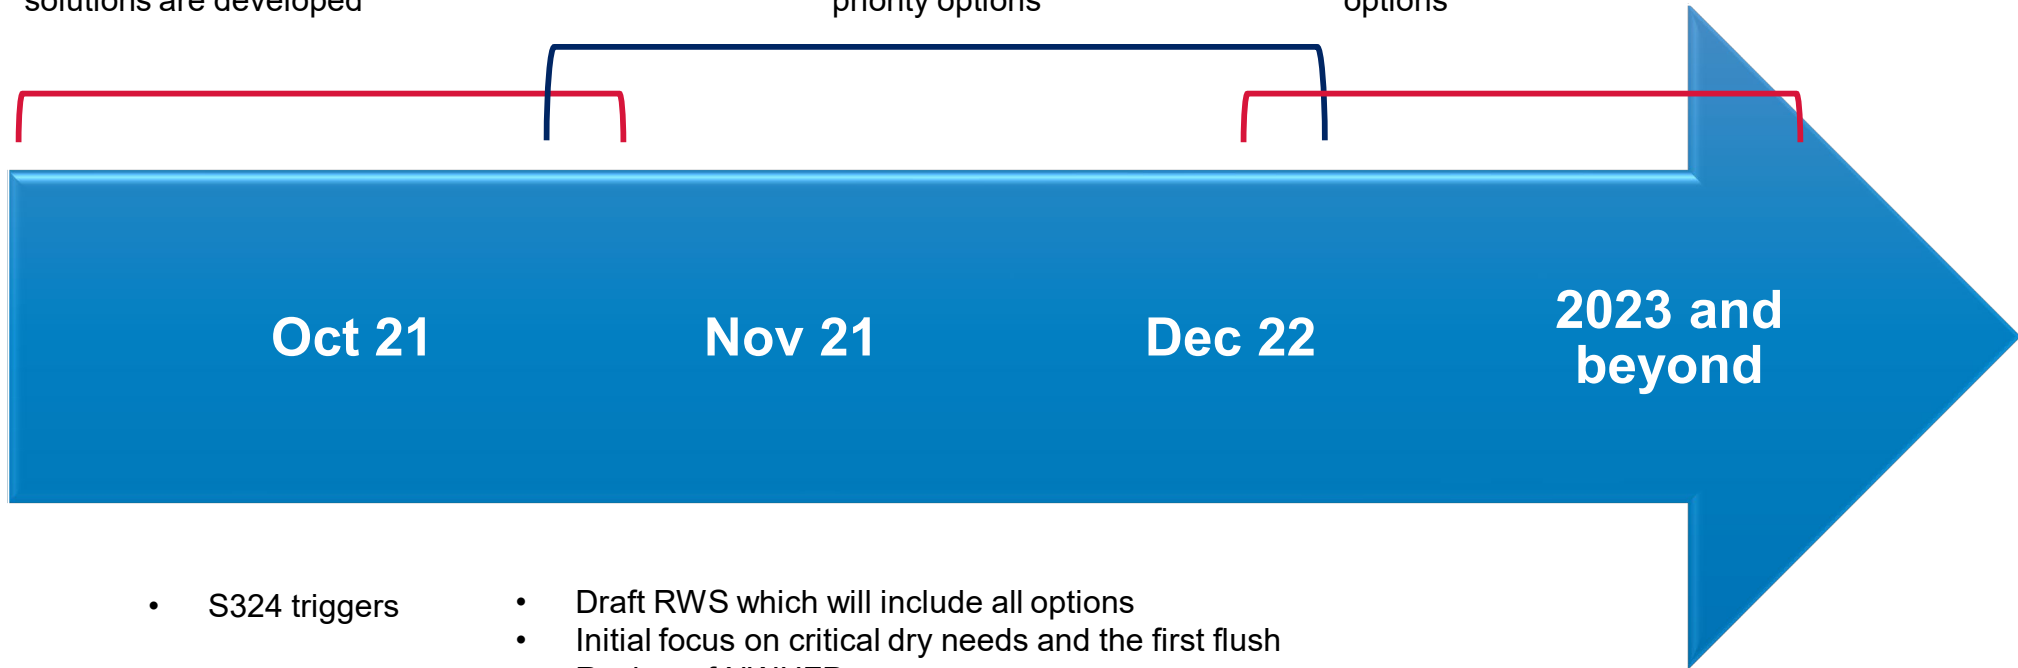 solutions are developed
priority options
options
Oct 21
Nov 21
Dec 22
2023 and
beyond
• S324 triggers
• Draft RWS which will include all options
• Initial focus on critical dry needs and the first flush